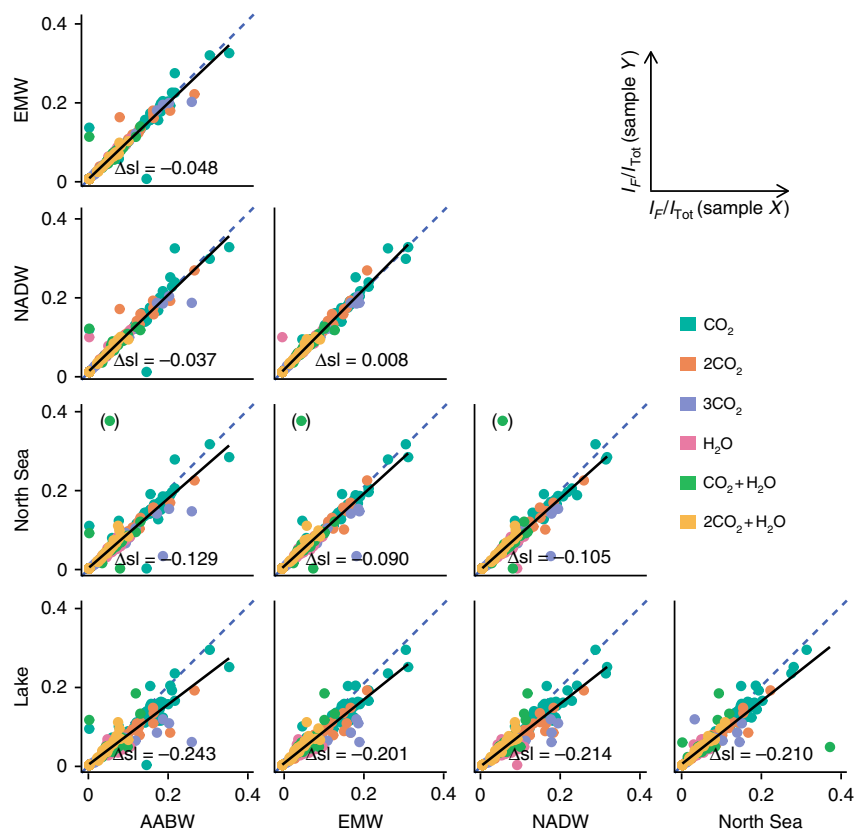 0.4
0.2
0
EMW
Δsl = −0.048
I_F/I_Tot (sample Y)
I_F/I_Tot (sample X)
0.4
0.2
0
NADW
Δsl = −0.037
Δsl = 0.008
CO₂
2CO₂
3CO₂
H₂O
CO₂+H₂O
2CO₂+H₂O
0.4
0.2
0
North Sea
( )
( )
( )
Δsl = −0.129
Δsl = −0.090
Δsl = −0.105
0.4
0.2
0
Lake
Δsl = −0.243
Δsl = −0.201
Δsl = −0.214
Δsl = −0.210
0 0.2 0.4
0 0.2 0.4
0 0.2 0.4
0 0.2 0.4
AABW
EMW
NADW
North Sea